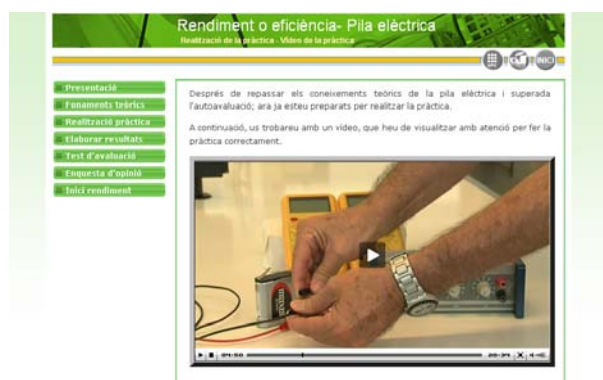 Rendiment o eficiència- Pila elèctrica
Realització de la pràctica - Vídeo de la pràctica
INICI
Presentació
Fonaments teòrics
Realització pràctica
Elaborar resultats
Test d'avaluació
Enquesta d'opinió
Inici rendiment
Després de repassar els coneixements teòrics de la pila elèctrica i superada
l'autoavaluació; ara ja esteu preparats per realitzar la pràctica.
A continuació, us trobareu amb un vídeo, que heu de visualitzar amb atenció per fer la
pràctica correctament.
04:50